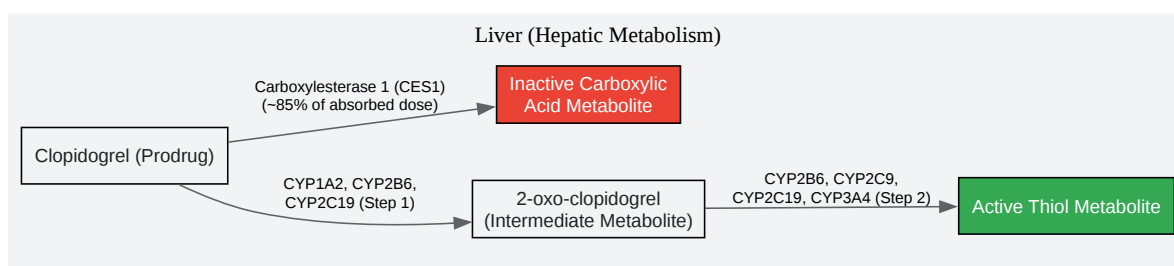 Liver (Hepatic Metabolism)
Carboxylesterase 1 (CES1)
(~85% of absorbed dose)
Inactive Carboxylic
Acid Metabolite
Clopidogrel (Prodrug)
CYP1A2, CYP2B6,
CYP2C19 (Step 1)
2-oxo-clopidogrel
(Intermediate Metabolite)
CYP2B6, CYP2C9,
CYP2C19, CYP3A4 (Step 2)
Active Thiol Metabolite